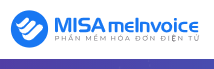 MISA meInvoice
PHẦN MỀM HÓA ĐƠN ĐIỆN TỬ